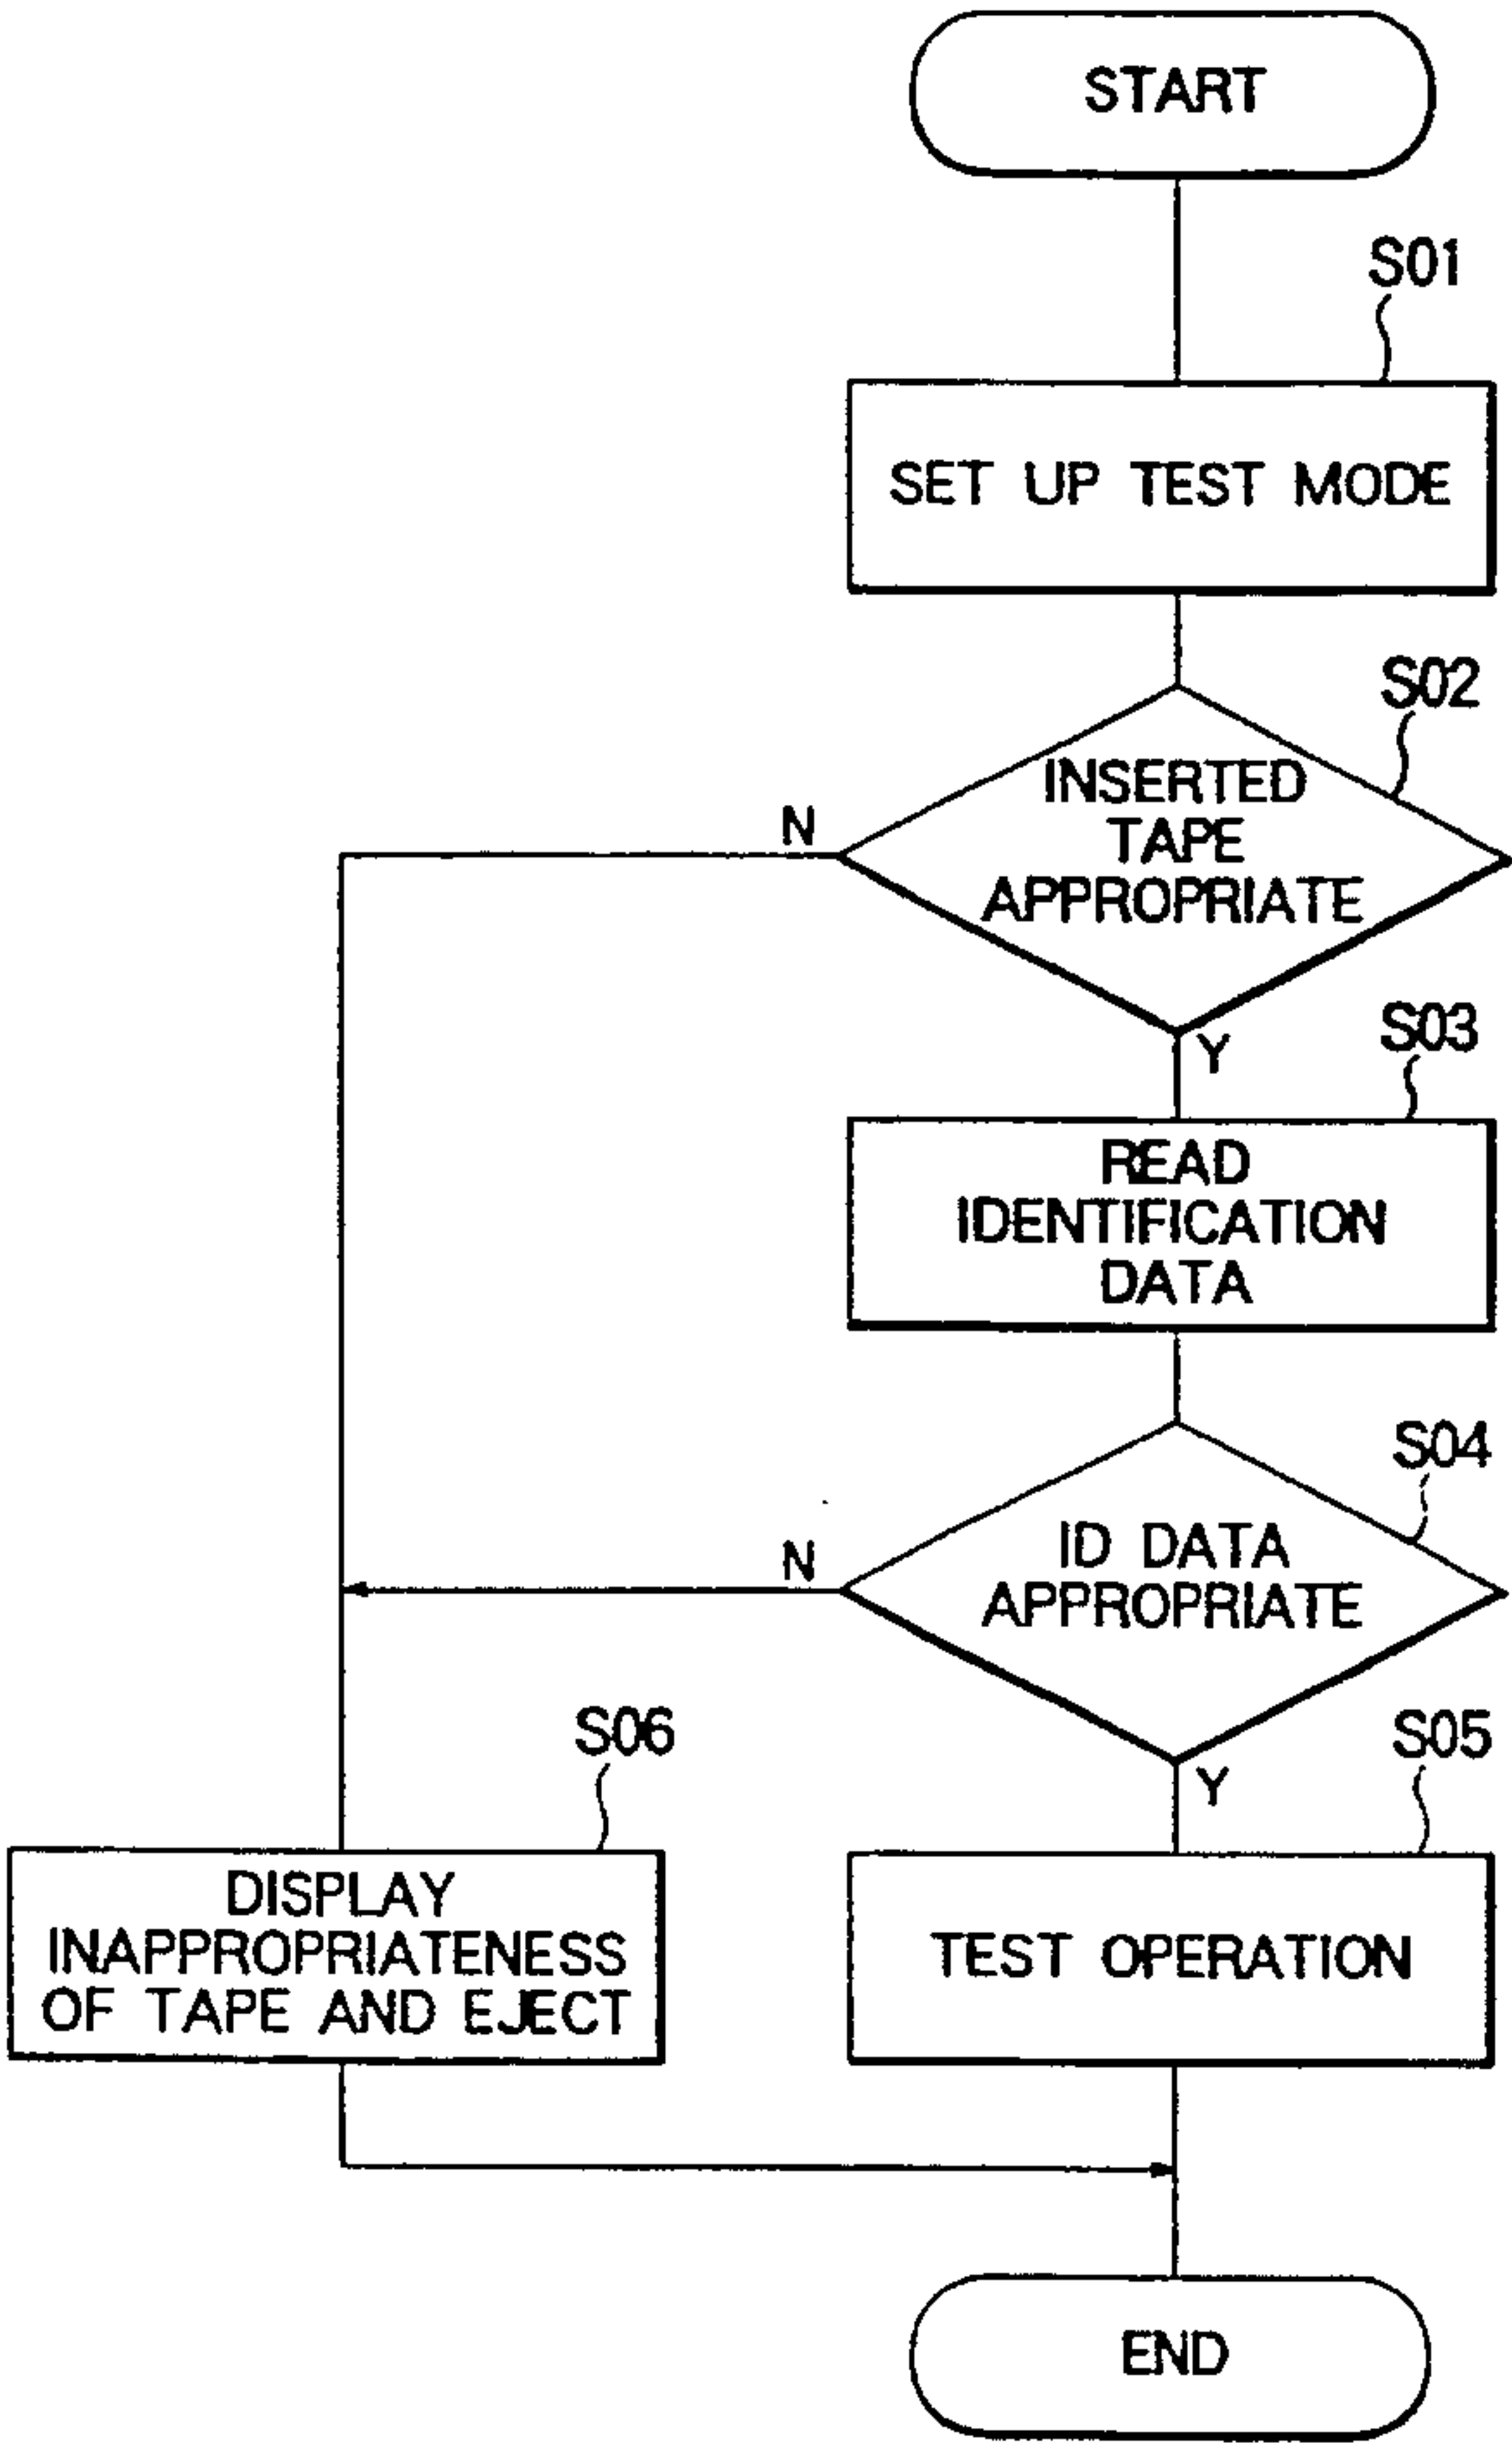 START
S01
SET UP TEST MODE
S02
INSERTED
TAPE
APPROPRIATE
N
Y
S03
READ
IDENTIFICATION
DATA
S04
ID DATA
APPROPRIATE
N
Y
S06
DISPLAY
INAPPROPRIATENESS
OF TAPE AND EJECT
S05
TEST OPERATION
END